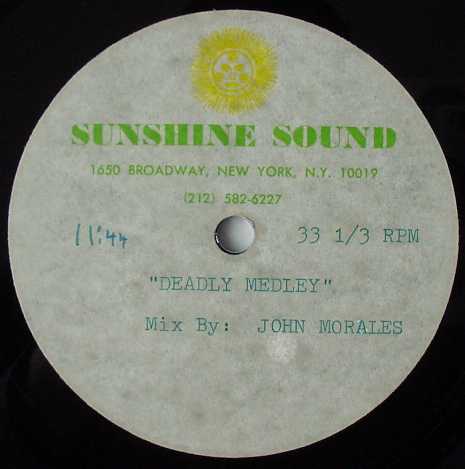 SUNSHINE SOUND
1650 BROADWAY, NEW YORK, N.Y. 10019
(212) 582-6227
11:44 33 1/3 RPM
"DEADLY MEDLEY"
Mix By: JOHN MORALES